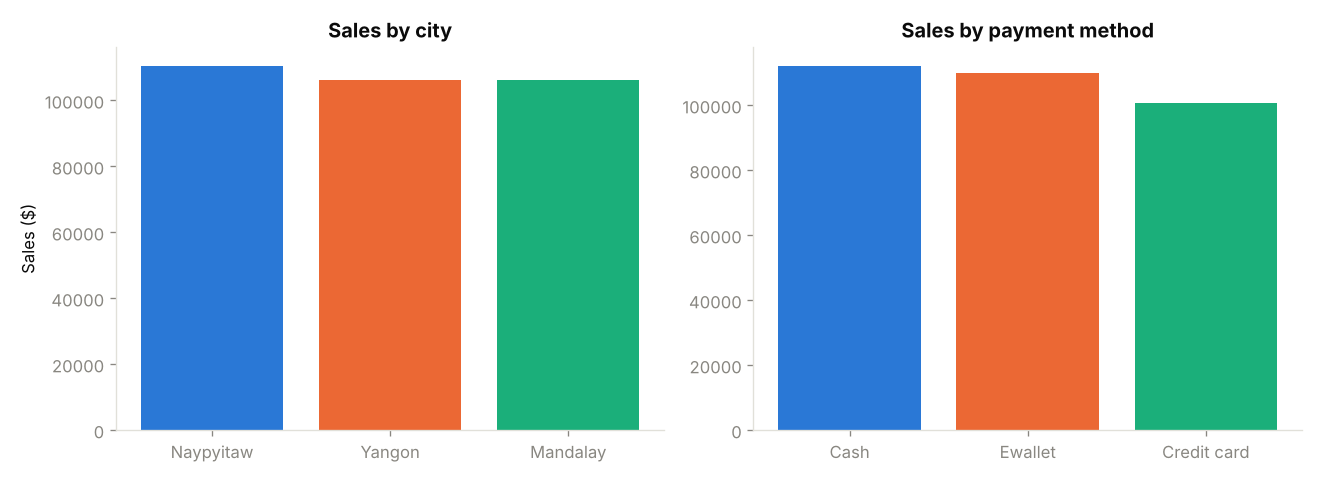 Sales by city
Sales ($)
100000
80000
60000
40000
20000
0
Naypyitaw
Yangon
Mandalay
Sales by payment method
100000
80000
60000
40000
20000
0
Cash
Ewallet
Credit card